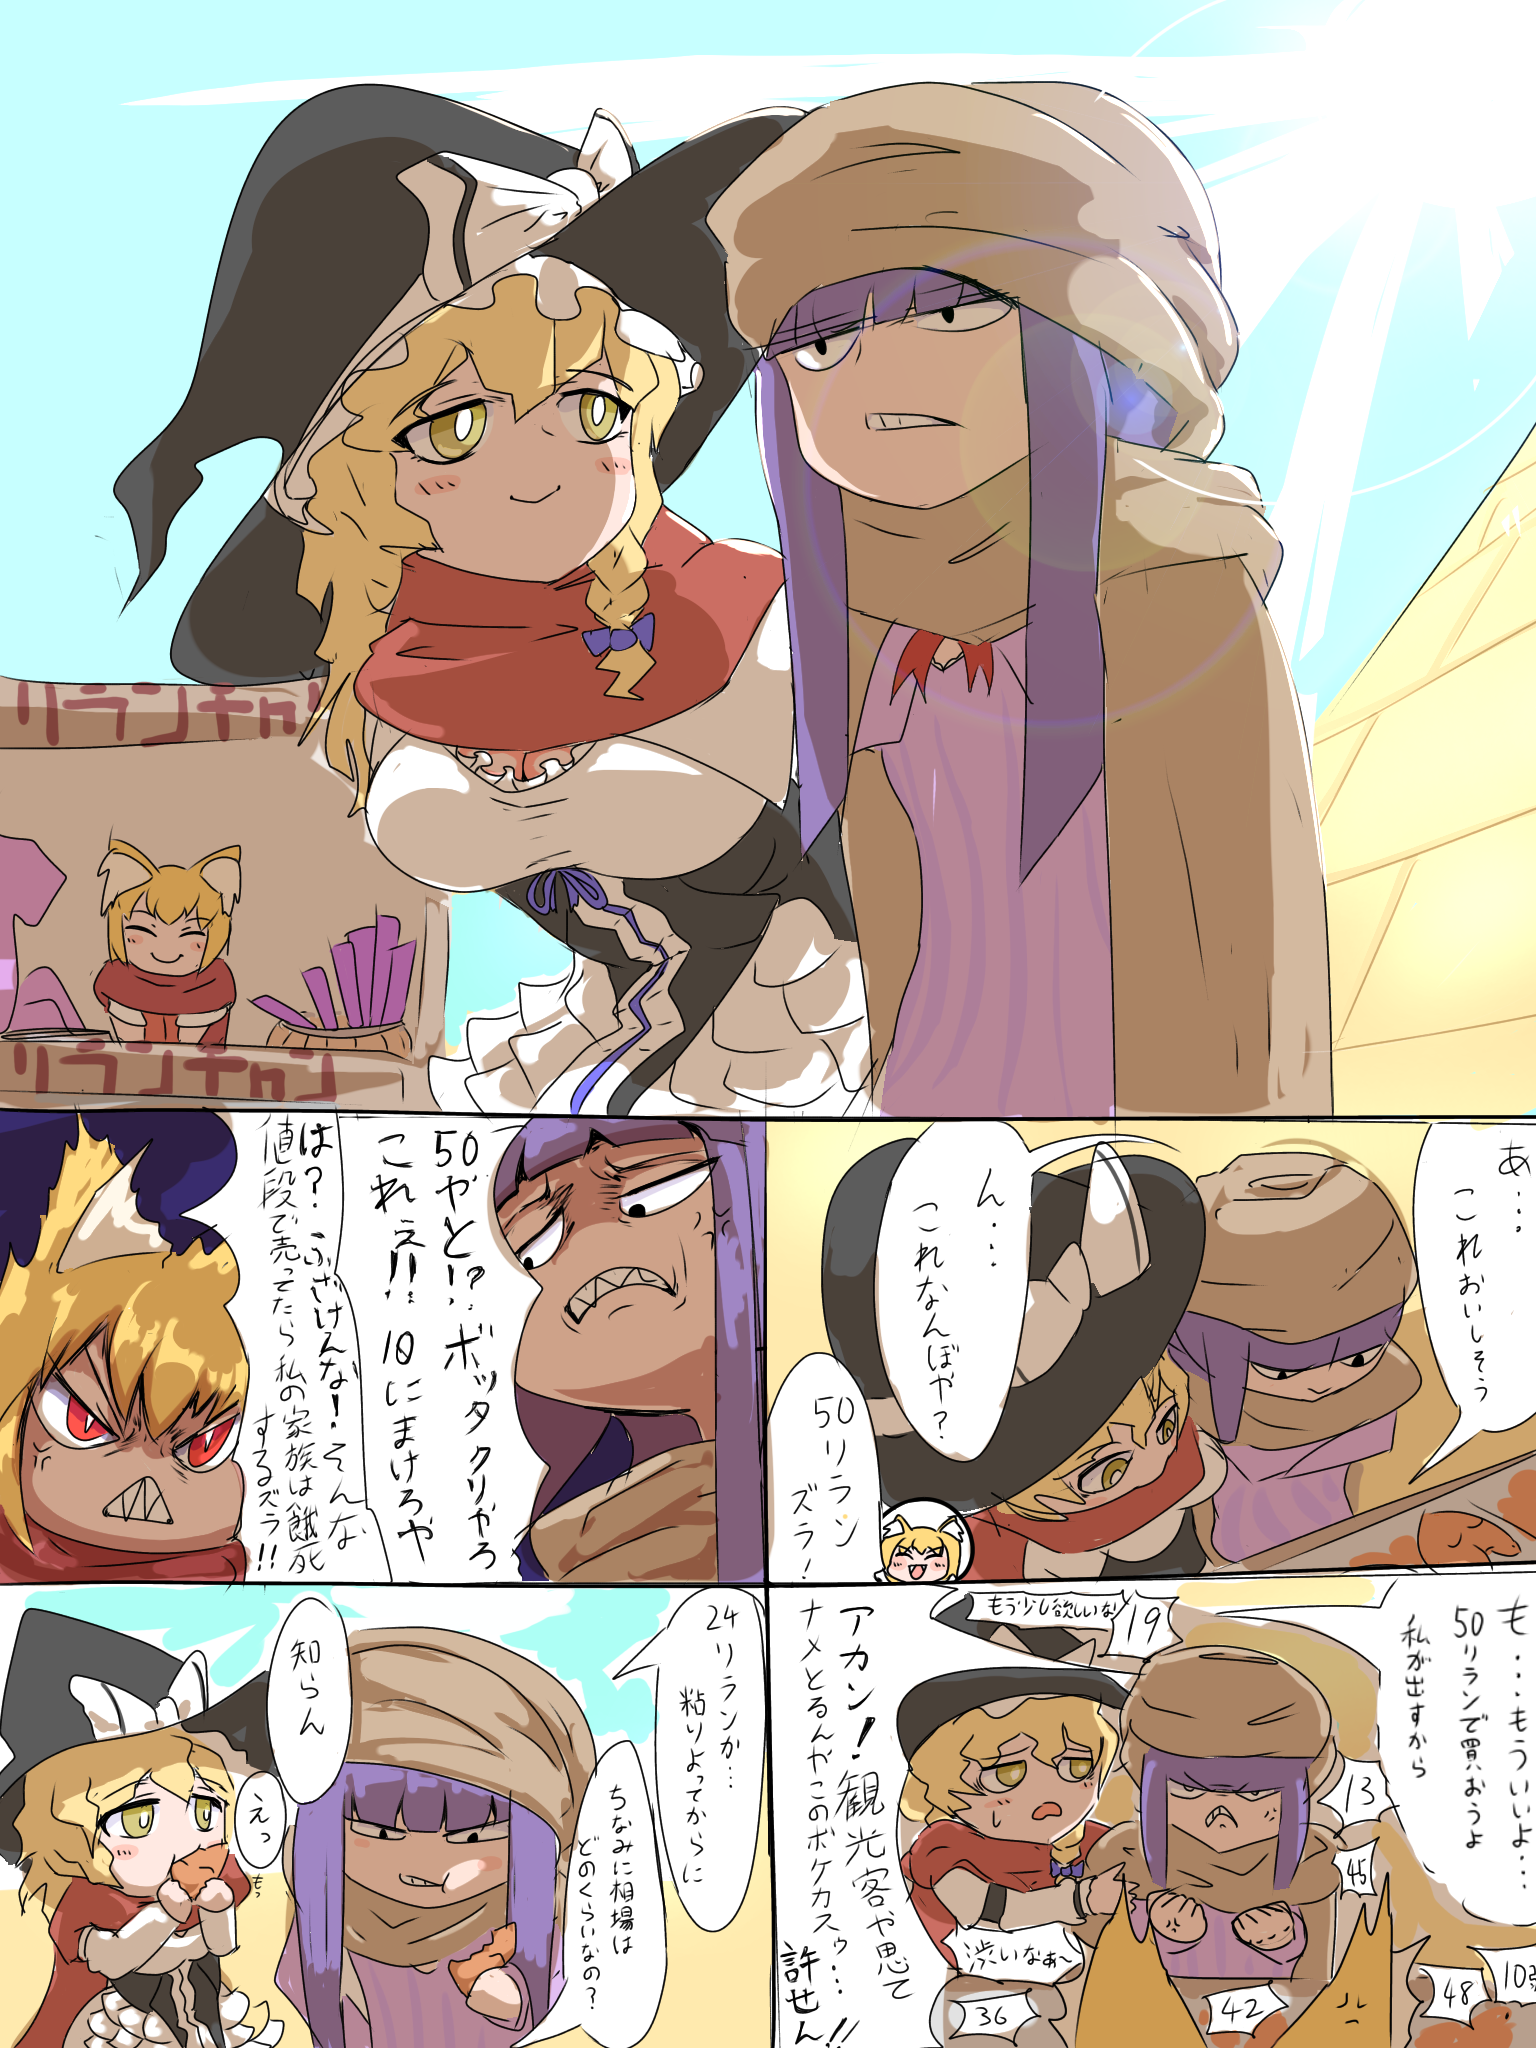 リランチャン
リランチャン
あ…。
これおいしそう
ん…
これなんぼや?
50リラン
ズラ!
50やと!?ボッタクリやろ
これぇ!!10にまけろや
は?ふざけんな!そんな
値段で売ってたら私の家族は餓死
するズラ!!
も…もういいよ…
50リランで買おうよ
私が出すから
もう少し欲しいな
19
13
45
渋いなぁ〜
36
42
48
アカン!観光客や思て
ナメとるんやこのボケカスゥ…
許せん!!
24リランか…
粘りよってからに
ちなみに相場は
どのくらいなの?
知らん
えっ